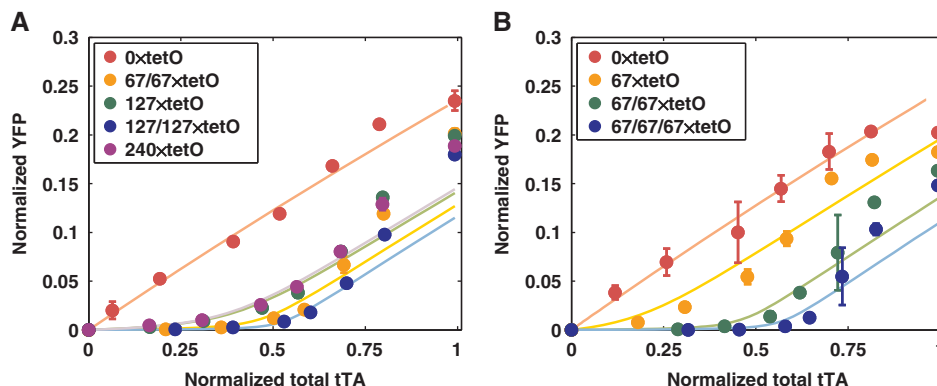 A
0.3
0.25
0.2
0.15
0.1
0.05
0
Normalized YFP
0×tetO
67/67×tetO
127×tetO
127/127×tetO
240×tetO
0
0.25
0.5
0.75
1
Normalized total tTA
B
0.3
0.25
0.2
0.15
0.1
0.05
0
Normalized YFP
0×tetO
67×tetO
67/67×tetO
67/67/67×tetO
0
0.25
0.5
0.75
1
Normalized total tTA